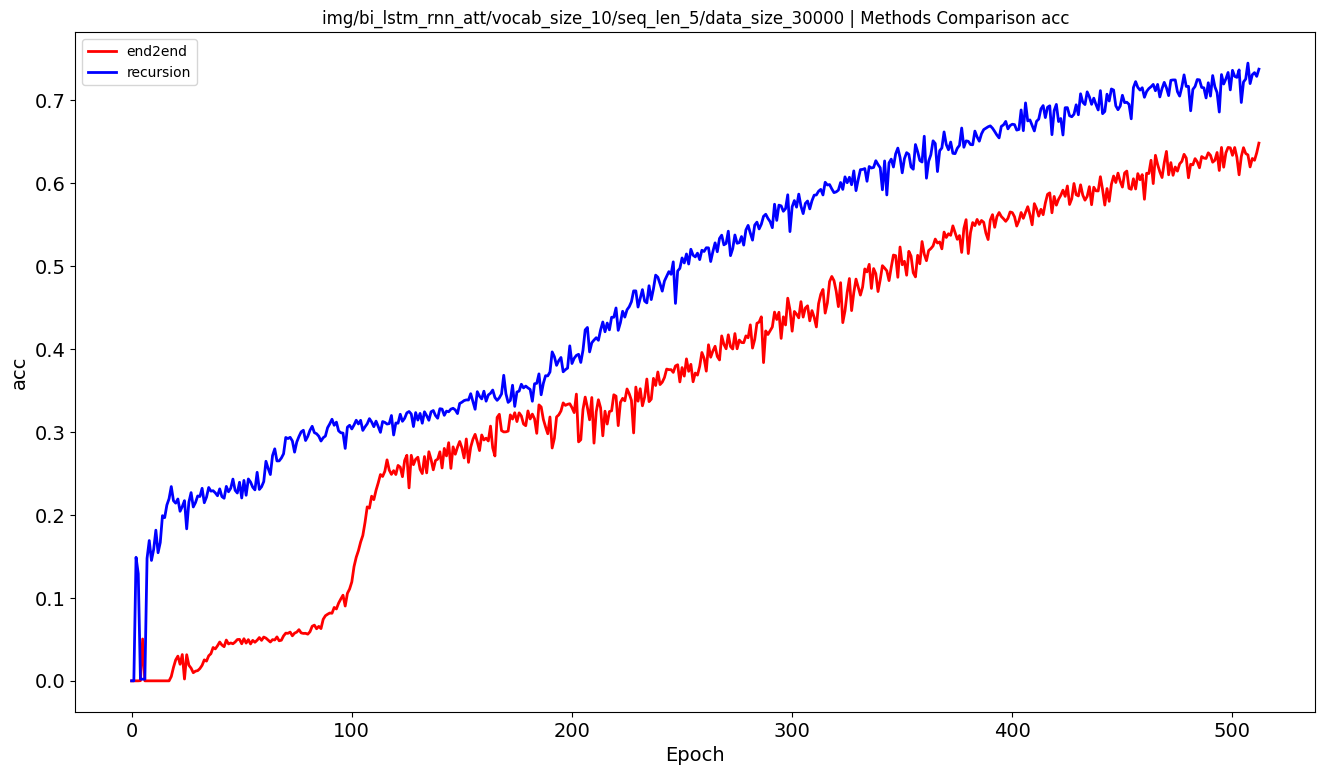 img/bi_lstm_rnn_att/vocab_size_10/seq_len_5/data_size_30000 | Methods Comparison acc
end2end
recursion
0.7
0.6
0.5
0.4
0.3
0.2
0.1
0.0
acc
0 100 200 300 400 500
Epoch